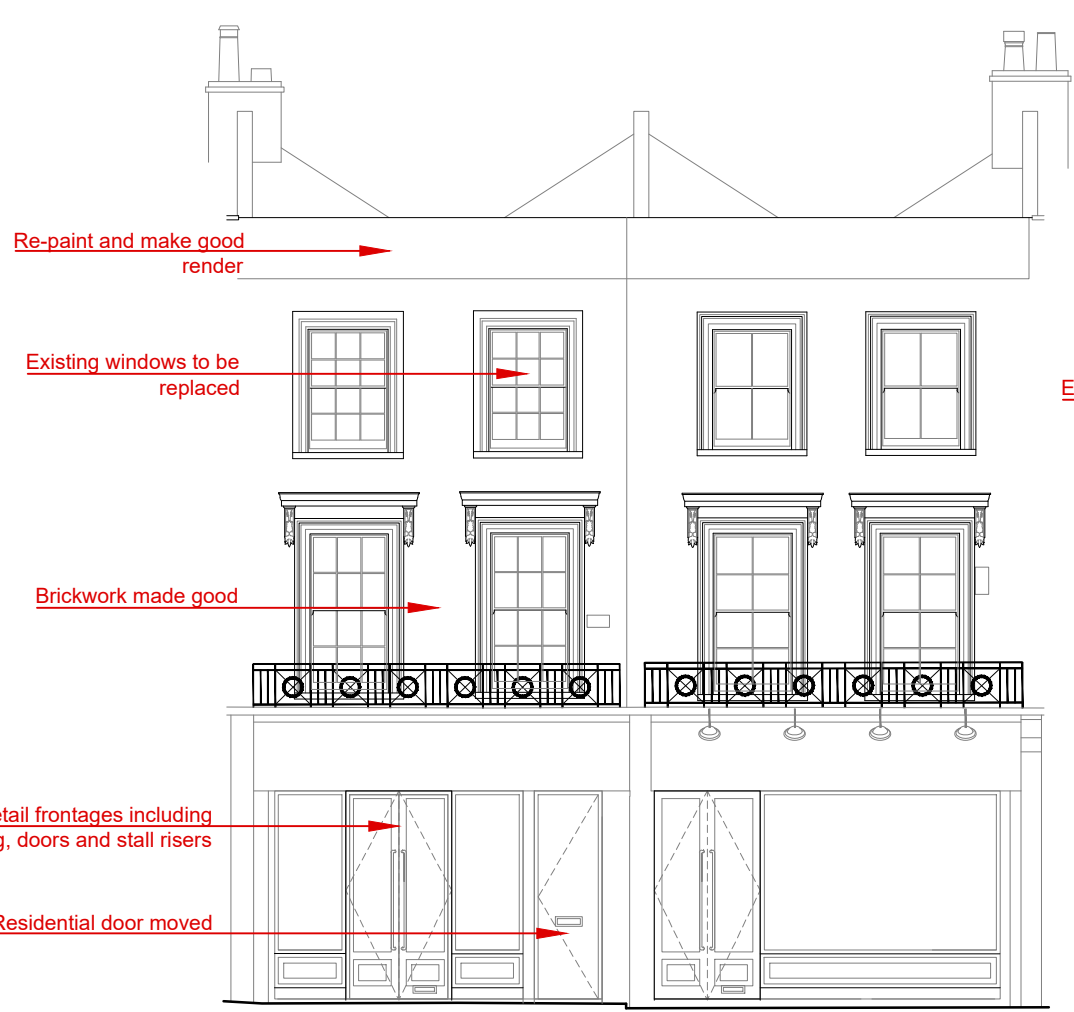 Re-paint and make good
render
Existing windows to be
replaced
E
Brickwork made good
frontages including
, doors and stall risers
Residential door moved